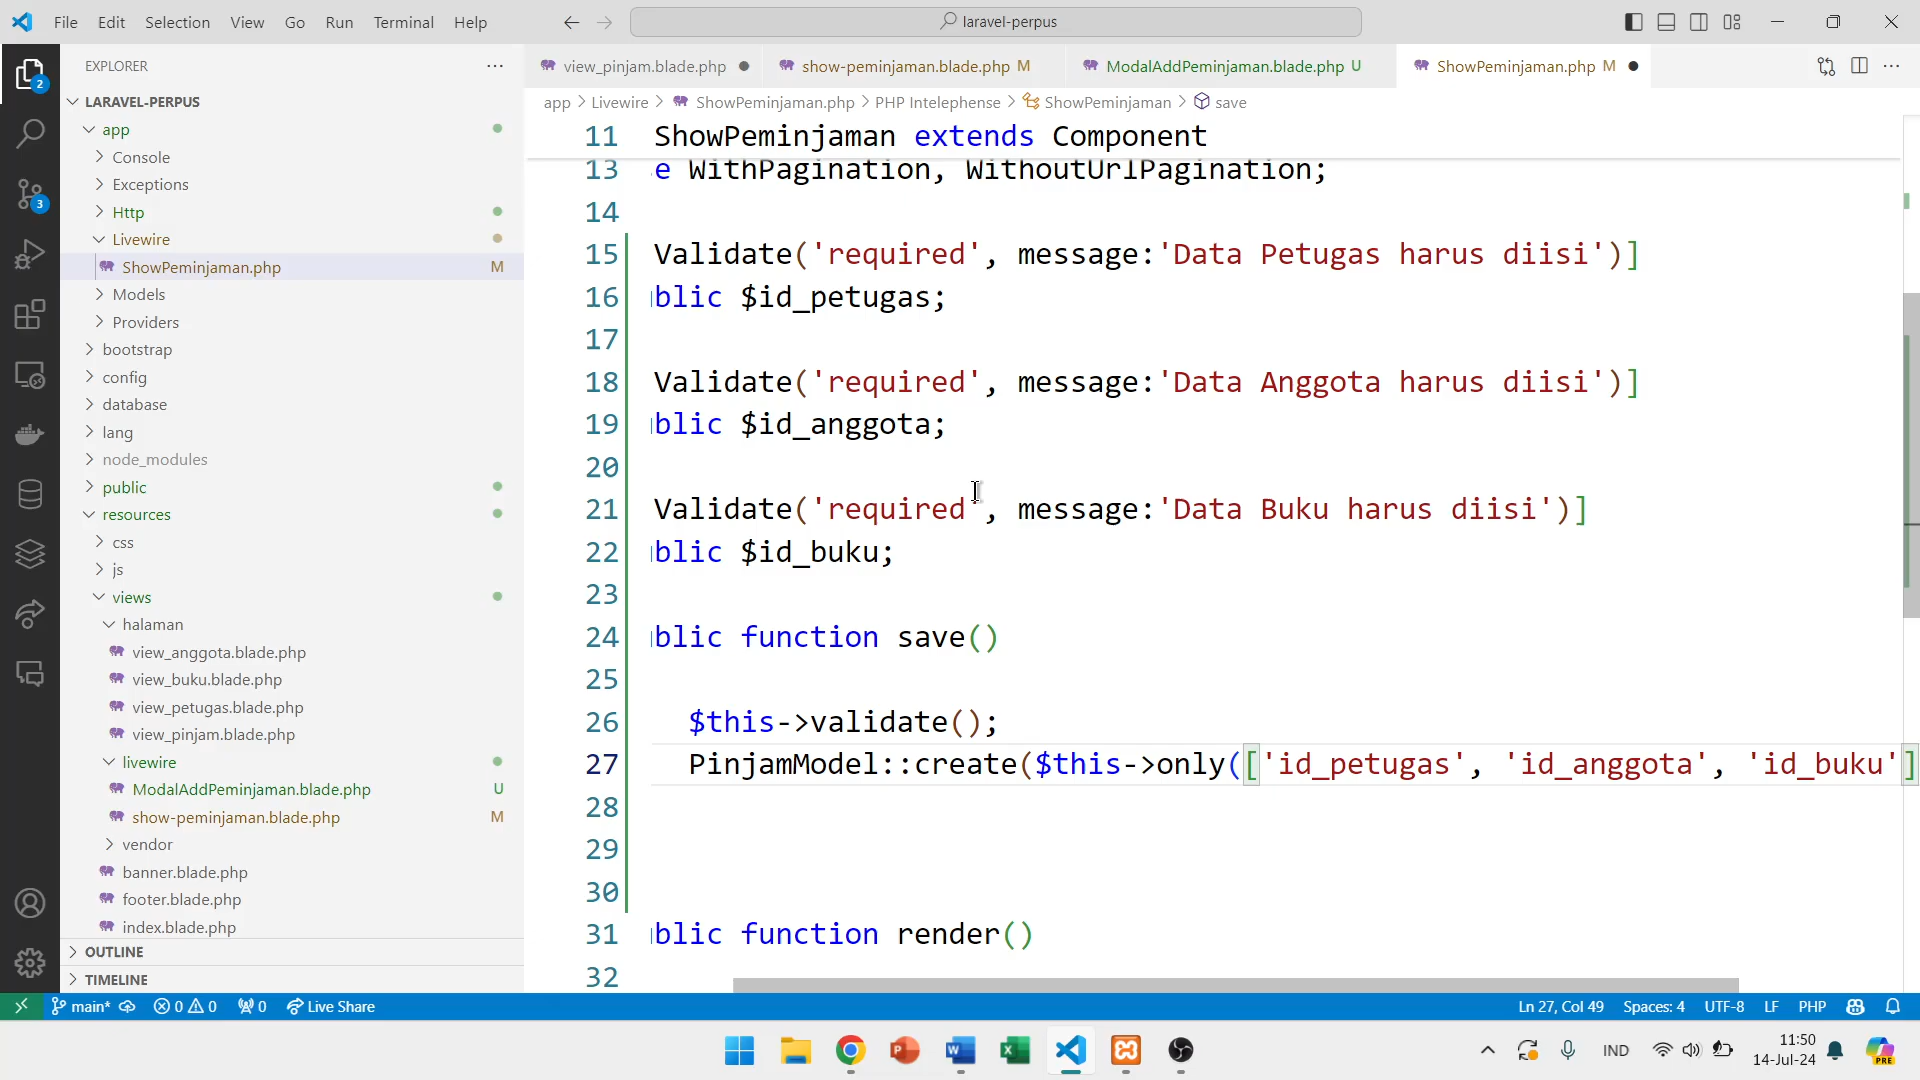 File Edit Selection View Go Run Terminal Help
laravel-perpus
EXPLORER
LARAVEL-PERPUS
app
Console
Exceptions
Http
Livewire
ShowPeminjaman.php M
Models
Providers
bootstrap
config
database
lang
node_modules
public
resources
css
js
views
halaman
view_anggota.blade.php
view_buku.blade.php
view_petugas.blade.php
view_pinjam.blade.php
livewire
ModalAddPeminjaman.blade.php U
show-peminjaman.blade.php M
vendor
banner.blade.php
footer.blade.php
index.blade.php
OUTLINE
TIMELINE
2
3
view_pinjam.blade.php
show-peminjaman.blade.php M
ModalAddPeminjaman.blade.php U
ShowPeminjaman.php M
app > Livewire > ShowPeminjaman.php > PHP Intelephense > ShowPeminjaman > save
11 ShowPeminjaman extends Component
13 e WithPagination, WithoutUrlPagination;
14
15 Validate('required', message:'Data Petugas harus diisi')]
16 blic $id_petugas;
17
18 Validate('required', message:'Data Anggota harus diisi')]
19 blic $id_anggota;
20
21 Validate('required', message:'Data Buku harus diisi')]
22 blic $id_buku;
23
24 blic function save()
25
26 $this->validate();
27 PinjamModel::create($this->only(['id_petugas', 'id_anggota', 'id_buku']
28
29
30
31 blic function render()
32
main* 0 0 0 Live Share
Ln 27, Col 49 Spaces: 4 UTF-8 LF PHP
IND
11:50
14-Jul-24
PRE